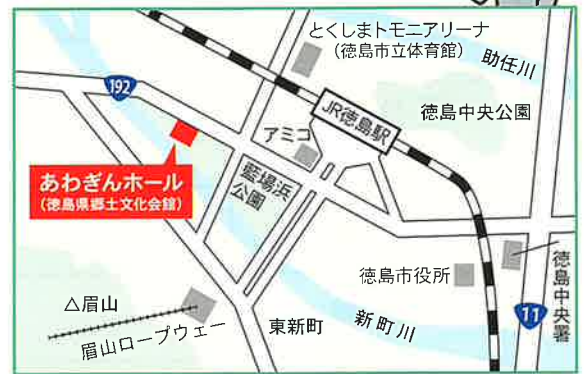 とくしまトモニアリーナ
(徳島市立体育館)
助任川
192
JR徳島駅
徳島中央公園
アミコ
あわぎんホール
(徳島県郷土文化会館)
藍場浜
公園
徳島市役所
徳島中央署
△眉山
眉山ロープウェー
東新町
新町川
11